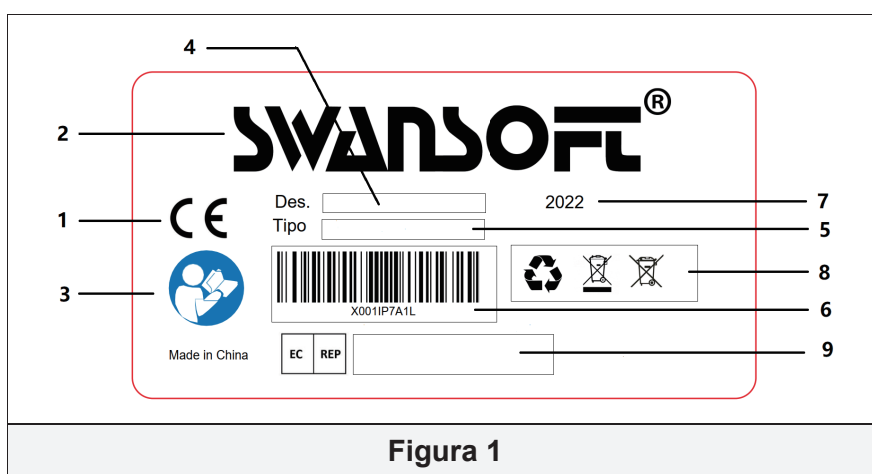 4
SWANSOFT®
2
Des.
2022
7
1
CE
Tipo
5
8
3
X001IP7A1L
6
Made in China
EC REP
9
Figura 1